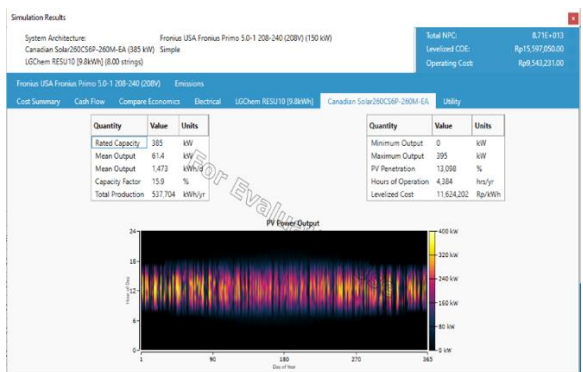 Simulation Results
System Architecture: Fronius USA Fronius Primo 5.0-1 208-240 (208V) (150 kW)
Canadian Solar260CS6P-260M-EA (385 kW) Simple
LGChem RESU10 [9.8kWh] (8.00 strings)
Total NPC: 8,71E+013
Levelized COE: Rp15,597,050.00
Operating Cost: Rp9,543,231.00
Fronius USA Fronius Primo 5.0-1 208-240 (208V) Emissions
Cost Summary Cash Flow Compare Economics Electrical LGChem RESU10 [9.8kWh] Canadian Solar260CS6P-260M-EA Utility
Quantity Value Units
Rated Capacity 385 kW
Mean Output 61.4 kW
Mean Output 1,473 kWh/d
Capacity Factor 15.9 %
Total Production 537,704 kWh/yr
Quantity Value Units
Minimum Output 0 kW
Maximum Output 395 kW
PV Penetration 13,098 %
Hours of Operation 4,384 hrs/yr
Levelized Cost 11,624,202 Rp/kWh
For Evalu
PV Power Output
24
18
12
6
0
Hours of Day
1 90 180 270 365
Day of Year
400 kW
320 kW
240 kW
160 kW
80 kW
0 kW